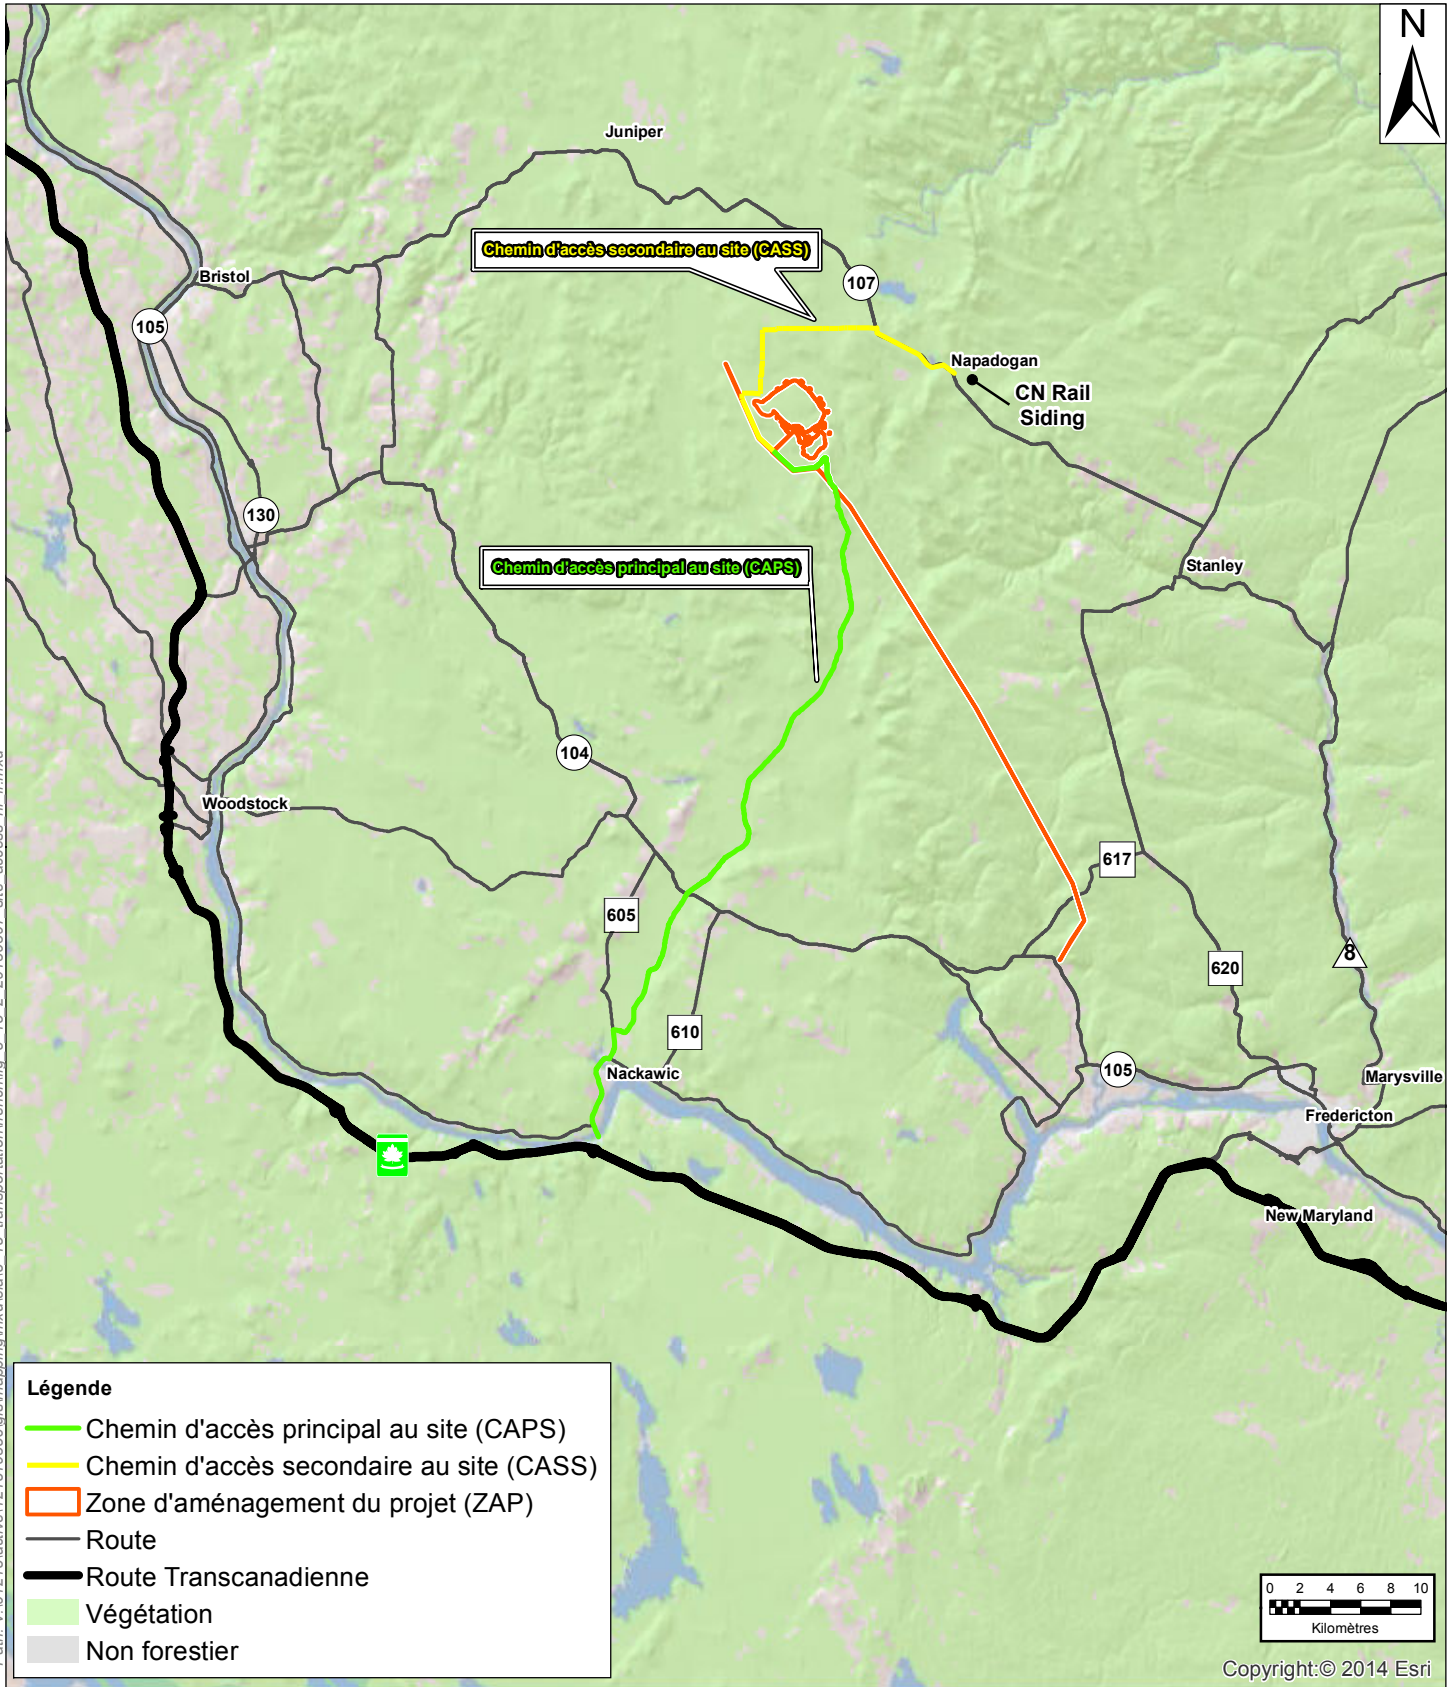 N
Juniper
Chemin d'accès secondaire au site (CASS)
Bristol
107
105
Napadogan
CN Rail
Siding
130
Chemin d'accès principal au site (CAPS)
Stanley
104
Woodstock
617
605
620
8
610
Nackawic
105
Marysville
Fredericton
New Maryland
Légende
Chemin d'accès principal au site (CAPS)
Chemin d'accès secondaire au site (CASS)
Zone d'aménagement du projet (ZAP)
Route
Route Transcanadienne
Végétation
Non forestier
0 2 4 6 8 10
Kilomètres
Copyright:© 2014 Esri